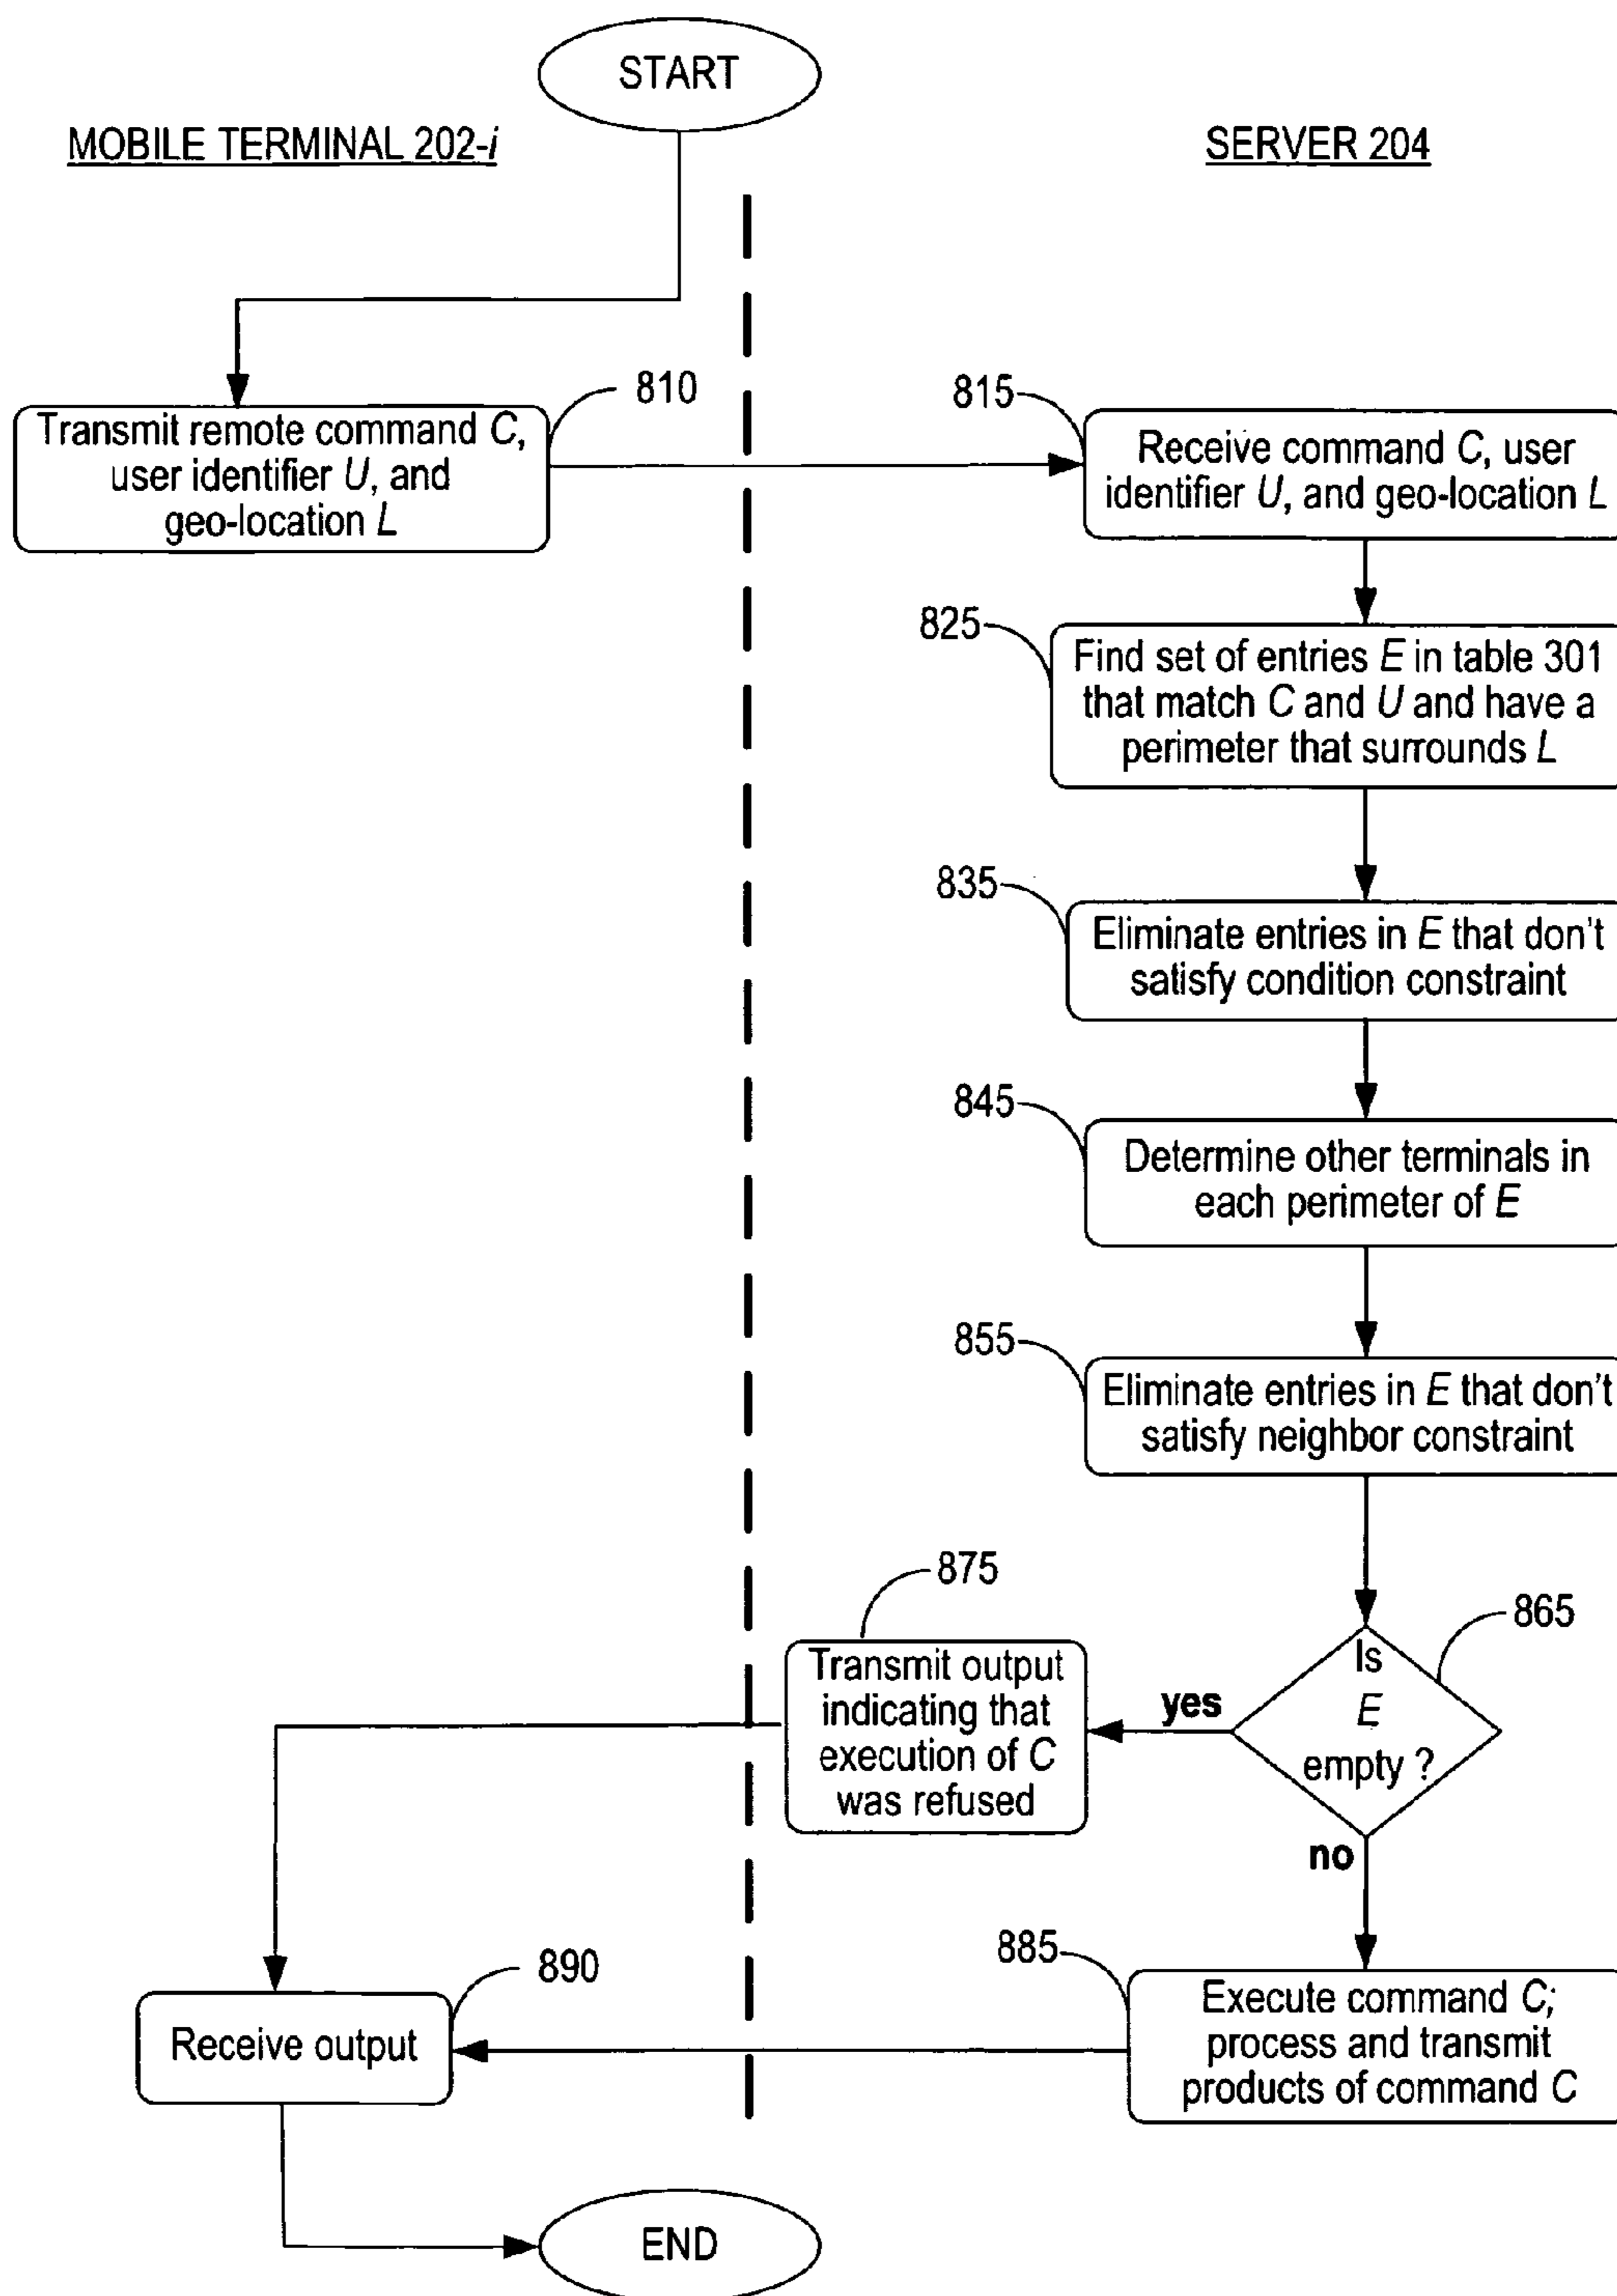 START
MOBILE TERMINAL 202-i
SERVER 204
810
Transmit remote command C,
user identifier U, and
geo-location L
815
Receive command C, user
identifier U, and geo-location L
825
Find set of entries E in table 301
that match C and U and have a
perimeter that surrounds L
835
Eliminate entries in E that don't
satisfy condition constraint
845
Determine other terminals in
each perimeter of E
855
Eliminate entries in E that don't
satisfy neighbor constraint
865
Is
E
empty ?
yes
875
Transmit output
indicating that
execution of C
was refused
no
885
Execute command C;
process and transmit
products of command C
890
Receive output
END